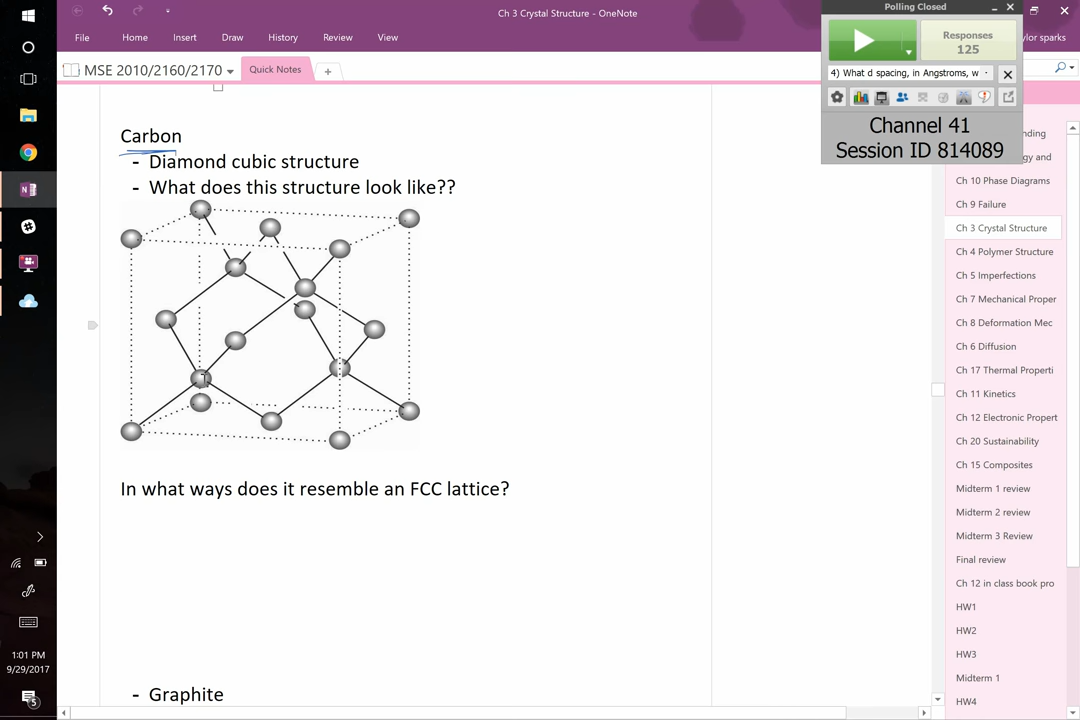 Ch 3 Crystal Structure - OneNote
Polling Closed
File Home Insert Draw History Review View
Responses
125
ylor sparks
MSE 2010/2160/2170 Quick Notes +
4) What d spacing, in Angstroms, w
Channel 41
Session ID 814089
Carbon
- Diamond cubic structure
- What does this structure look like??
In what ways does it resemble an FCC lattice?
- Graphite
nding
gy and
Ch 10 Phase Diagrams
Ch 9 Failure
Ch 3 Crystal Structure
Ch 4 Polymer Structure
Ch 5 Imperfections
Ch 7 Mechanical Proper
Ch 8 Deformation Mec
Ch 6 Diffusion
Ch 17 Thermal Properti
Ch 11 Kinetics
Ch 12 Electronic Propert
Ch 20 Sustainability
Ch 15 Composites
Midterm 1 review
Midterm 2 review
Midterm 3 Review
Final review
Ch 12 in class book pro
HW1
HW2
HW3
Midterm 1
HW4
1:01 PM
9/29/2017
5